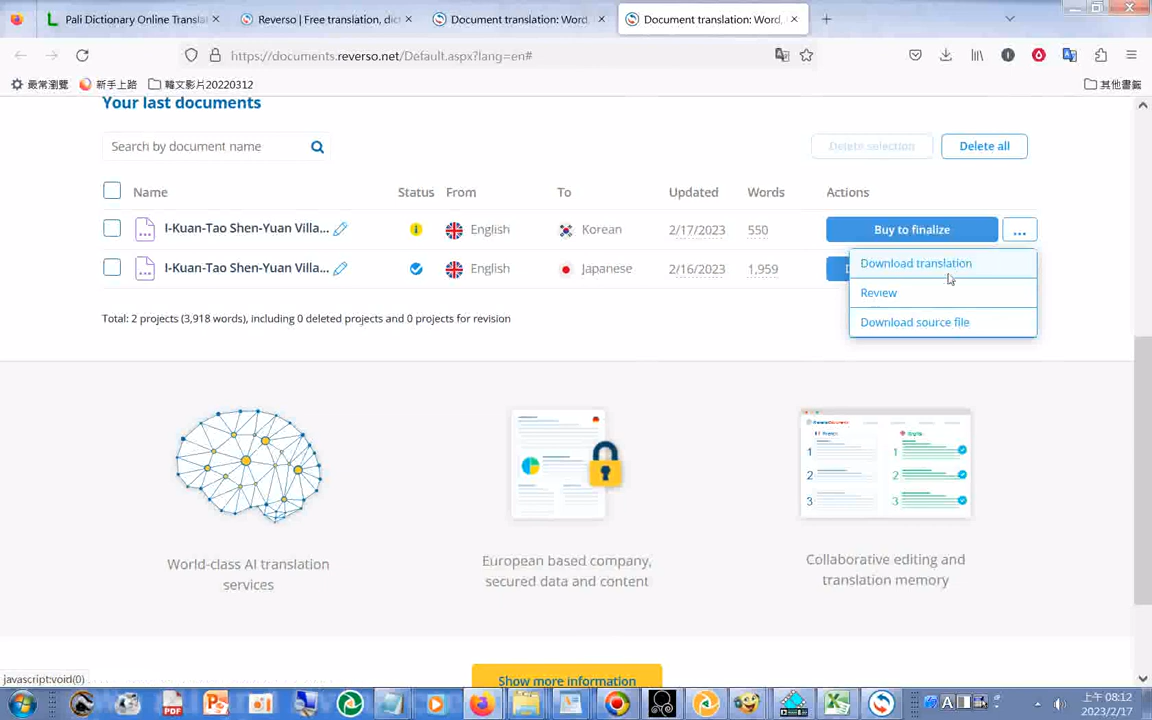 Pali Dictionary Online Transla
Reverso | Free translation, dic
Document translation: Word,
Document translation: Word,
https://documents.reverso.net/Default.aspx?lang=en#
最常瀏覽
新手上路
韓文影片20220312
其他書籤
Your last documents
Search by document name
Delete selection
Delete all
Name
Status
From
To
Updated
Words
Actions
I-Kuan-Tao Shen-Yuan Villa...
English
Korean
2/17/2023
550
Buy to finalize
...
I-Kuan-Tao Shen-Yuan Villa...
English
Japanese
2/16/2023
1,959
D
Download translation
Review
Download source file
Total: 2 projects (3,918 words), including 0 deleted projects and 0 projects for revision
World-class AI translation
services
European based company,
secured data and content
Collaborative editing and
translation memory
Show more information
javascript:void(0)
上午 08:12
2023/2/17